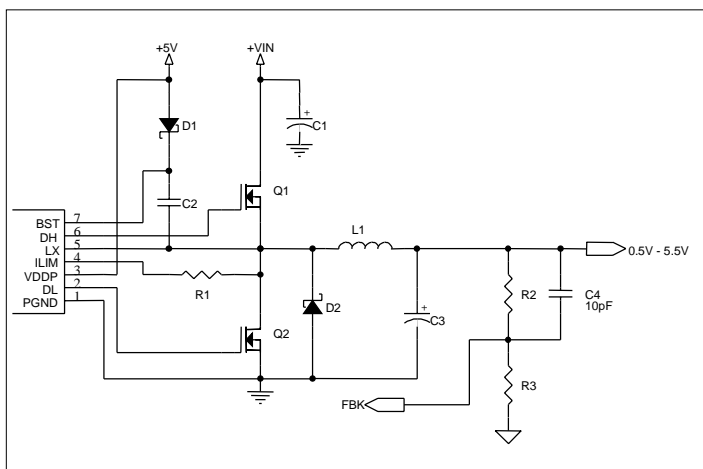 +5V
+VIN
D1
+
C1
C2
Q1
BST 7
DH 6
LX 5
ILIM 4
VDDP 3
DL 2
PGND 1
R1
L1
0.5V - 5.5V
D2
+
C3
R2
C4
10pF
Q2
R3
FBK